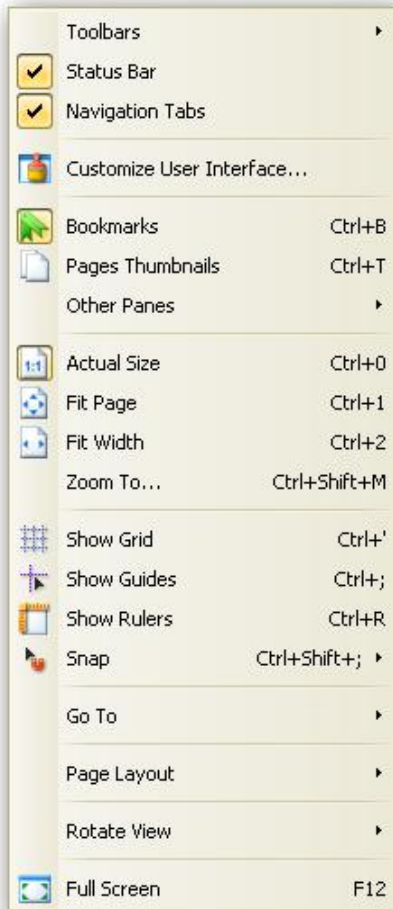 Toolbars
Status Bar
Navigation Tabs
Customize User Interface...
Bookmarks Ctrl+B
Pages Thumbnails Ctrl+T
Other Panes
1:1 Actual Size Ctrl+0
Fit Page Ctrl+1
Fit Width Ctrl+2
Zoom To... Ctrl+Shift+M
Show Grid Ctrl+'
Show Guides Ctrl+;
Show Rulers Ctrl+R
Snap Ctrl+Shift+;
Go To
Page Layout
Rotate View
Full Screen F12